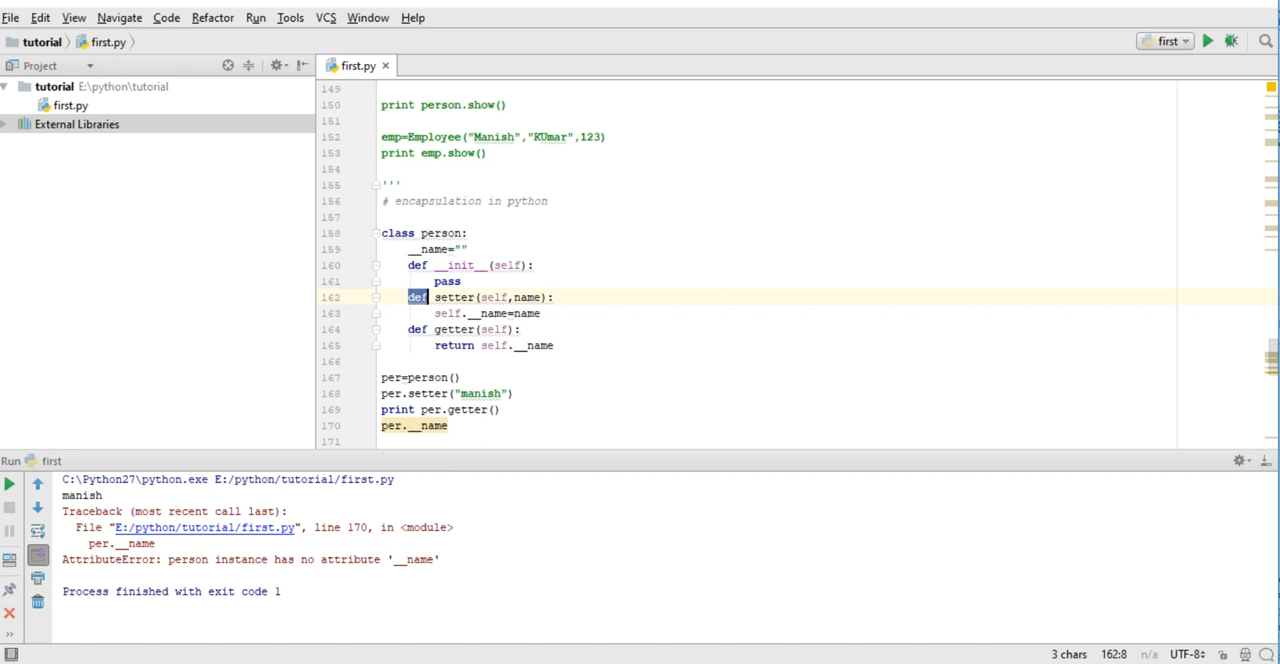 File Edit View Navigate Code Refactor Run Tools VCS Window Help
tutorial first.py first
Project first.py
tutorial E:\python\tutorial
first.py
External Libraries
149
150 print person.show()
151
152 emp=Employee("Manish","KUmar",123)
153 print emp.show()
154
155 '''
156 # encapsulation in python
157
158 class person:
159 __name=""
160 def __init__(self):
161 pass
162 def setter(self,name):
163 self.__name=name
164 def getter(self):
165 return self.__name
166
167 per=person()
168 per.setter("manish")
169 print per.getter()
170 per.__name
171
Run first
C:\Python27\python.exe E:/python/tutorial/first.py
manish
Traceback (most recent call last):
File "E:/python/tutorial/first.py", line 170, in <module>
per.__name
AttributeError: person instance has no attribute '__name'
Process finished with exit code 1
3 chars 162:8 n/a UTF-8